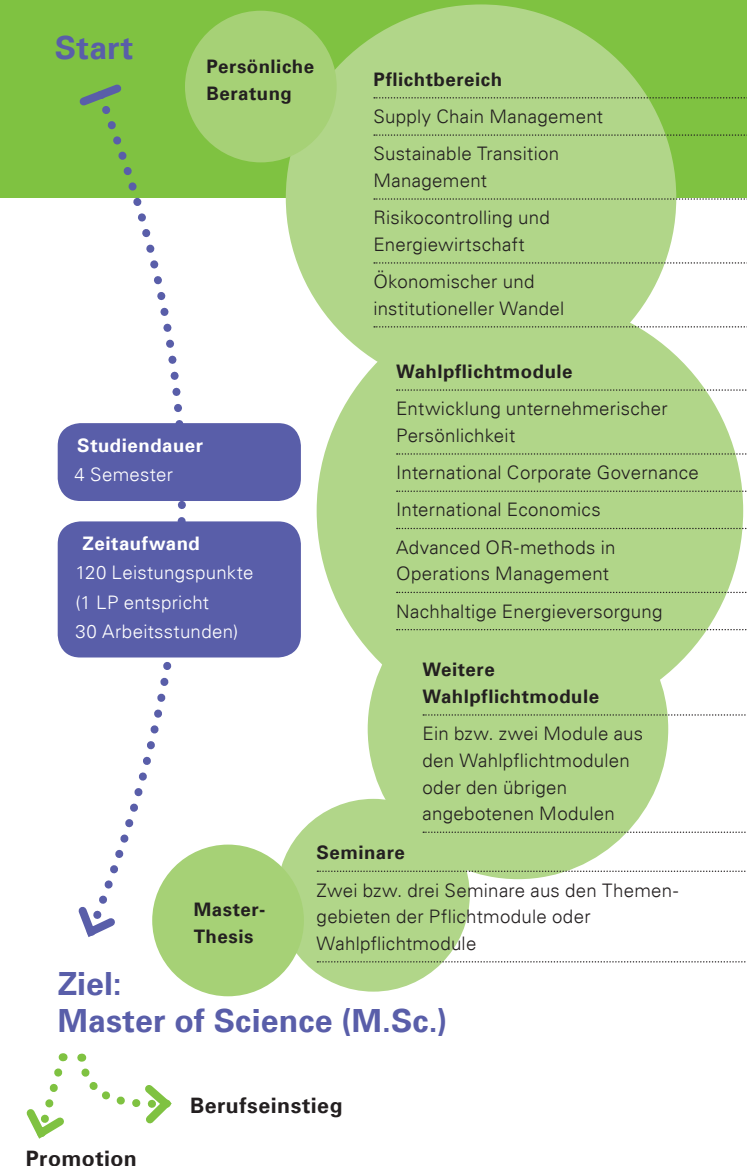 Start
Persönliche
Beratung
Pflichtbereich
Supply Chain Management
Sustainable Transition
Management
Risikocontrolling und
Energiewirtschaft
Ökonomischer und
institutioneller Wandel
Wahlpflichtmodule
Entwicklung unternehmerischer
Persönlichkeit
International Corporate Governance
International Economics
Advanced OR-methods in
Operations Management
Nachhaltige Energieversorgung
Studiendauer
4 Semester
Zeitaufwand
120 Leistungspunkte
(1 LP entspricht
30 Arbeitsstunden)
Weitere
Wahlpflichtmodule
Ein bzw. zwei Module aus
den Wahlpflichtmodulen
oder den übrigen
angebotenen Modulen
Seminare
Zwei bzw. drei Seminare aus den Themen-
gebieten der Pflichtmodule oder
Wahlpflichtmodule
Master-
Thesis
Ziel:
Master of Science (M.Sc.)
Berufseinstieg
Promotion